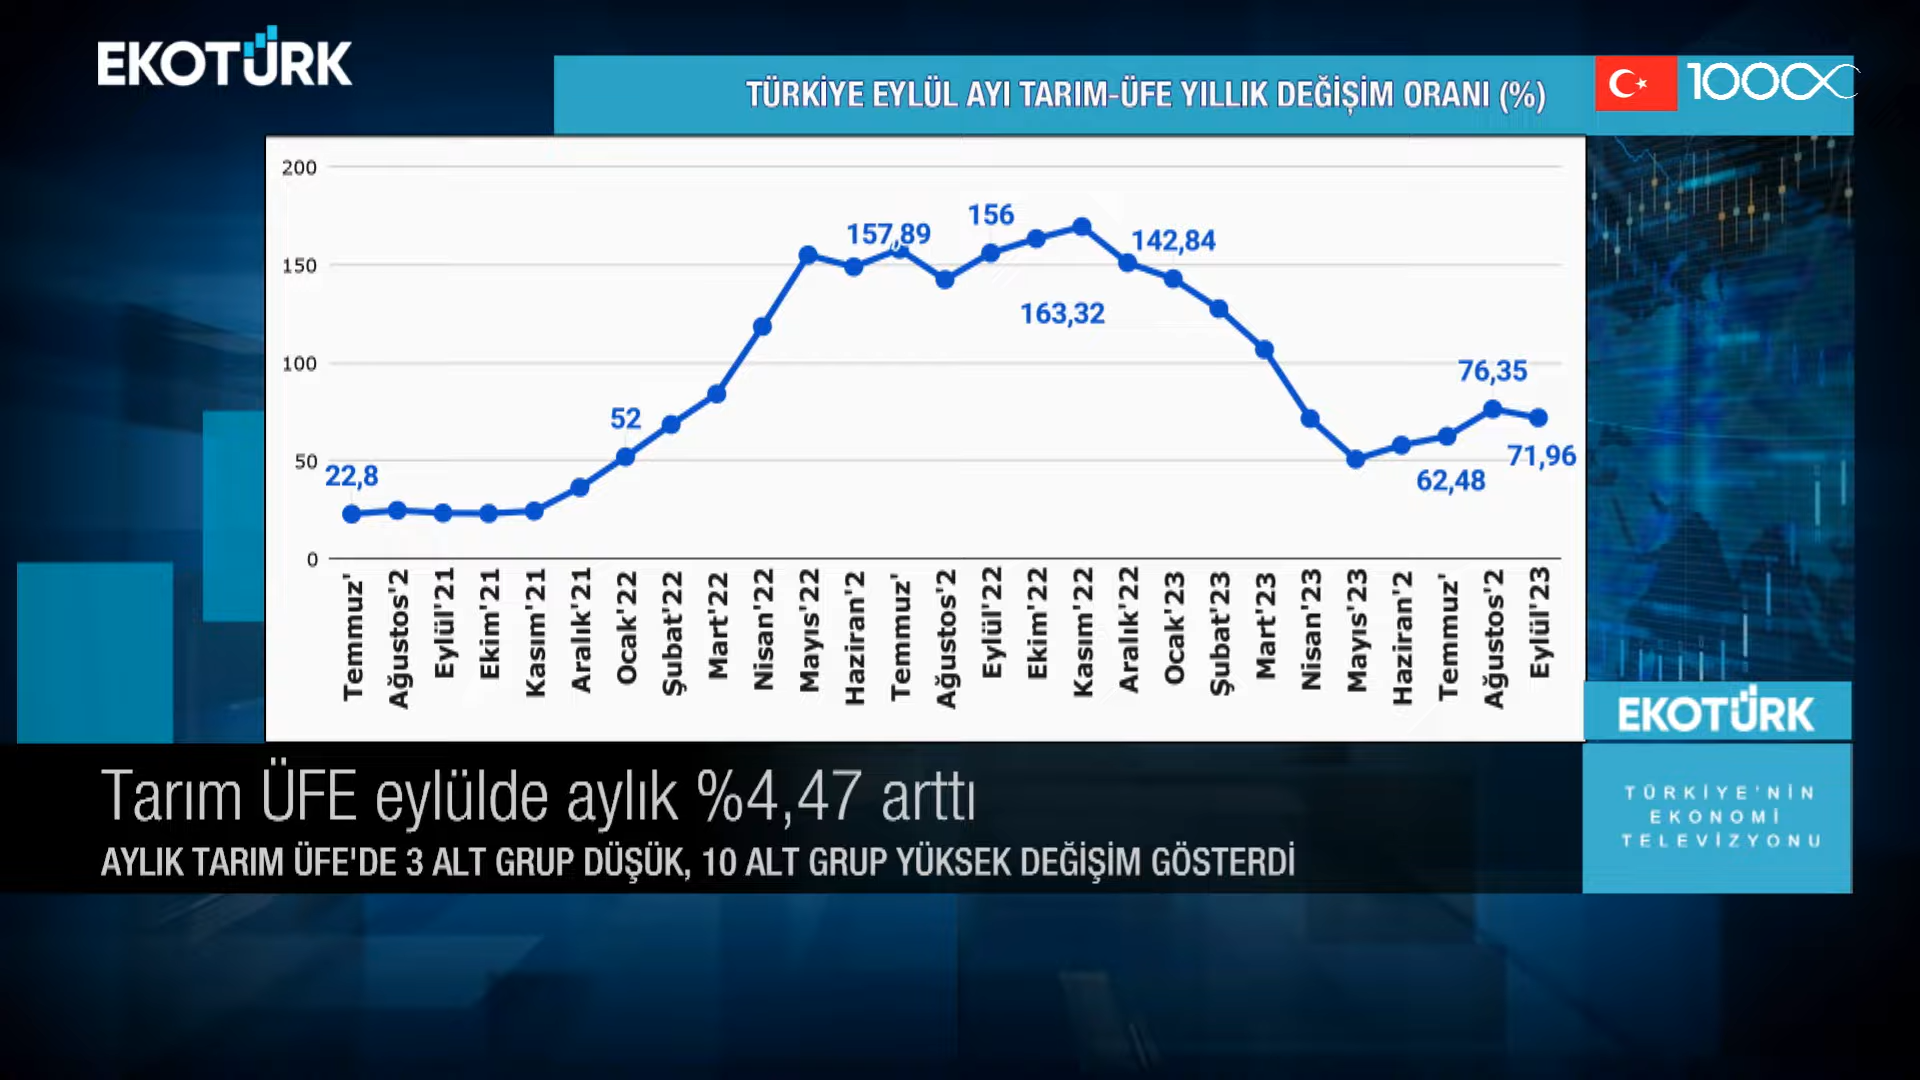 EKOTÜRK
TÜRKİYE EYLÜL AYI TARIM-ÜFE YILLIK DEĞİŞİM ORANI (%)
200
150
100
50
0
22,8
52
157,89
156
163,32
142,84
62,48
76,35
71,96
Temmuz'
Ağustos'2
Eylül'21
Ekim'21
Kasım'21
Aralık'21
Ocak'22
Şubat'22
Mart'22
Nisan'22
Mayıs'22
Haziran'2
Temmuz'
Ağustos'2
Eylül'22
Ekim'22
Kasım'22
Aralık'22
Ocak'23
Şubat'23
Mart'23
Nisan'23
Mayıs'23
Haziran'2
Temmuz'
Ağustos'2
Eylül'23
EKOTÜRK
TÜRKİYE'NİN
EKONOMİ
TELEVİZYONU
Tarım ÜFE eylülde aylık %4,47 arttı
AYLIK TARIM ÜFE'DE 3 ALT GRUP DÜŞÜK, 10 ALT GRUP YÜKSEK DEĞİŞİM GÖSTERDİ